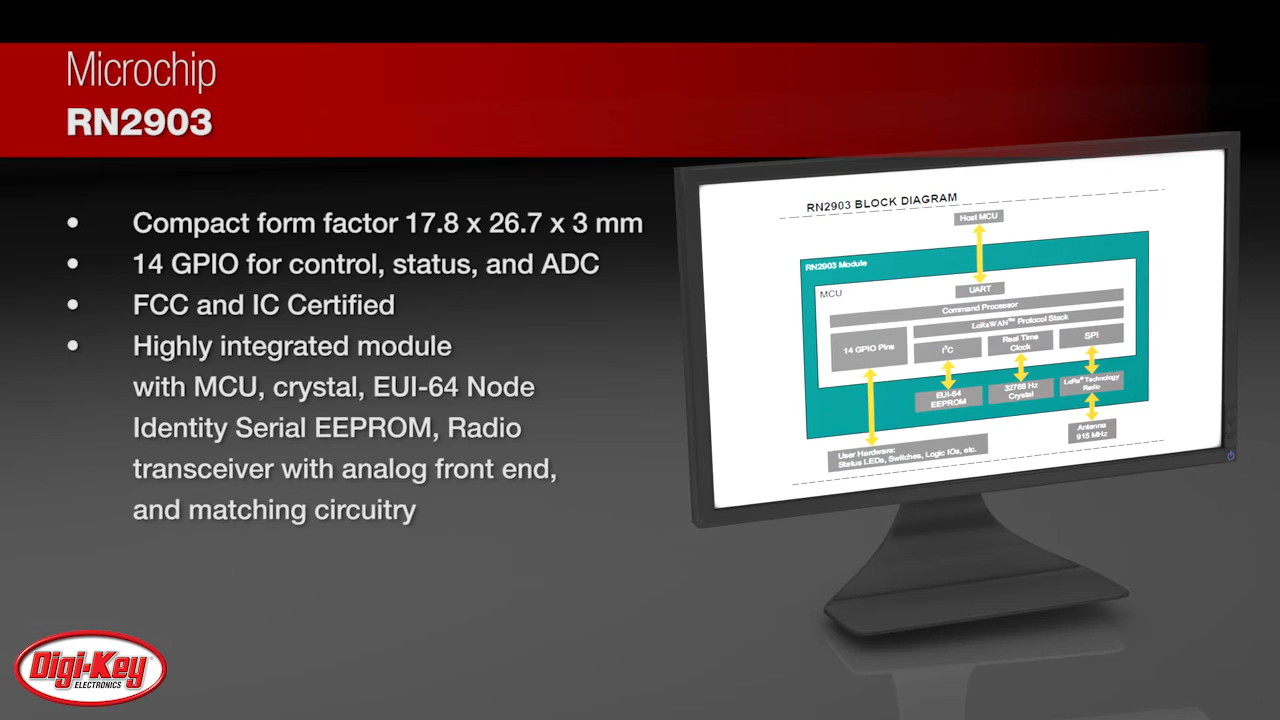 Microchip
RN2903
• Compact form factor 17.8 x 26.7 x 3 mm
• 14 GPIO for control, status, and ADC
• FCC and IC Certified
• Highly integrated module
with MCU, crystal, EUI-64 Node
Identity Serial EEPROM, Radio
transceiver with analog front end,
and matching circuitry
RN2903 BLOCK DIAGRAM
Host MCU
RN2903 Module
MCU
UART
Command Processor
LoRaWAN™ Protocol Stack
14 GPIO Pins
I²C
Real Time
Clock
SPI
EUI-64
EEPROM
32768 Hz
Crystal
LoRa® Technology
Radio
User Hardware:
Status LEDs, Switches, Logic IOs, etc.
Antenna
915 MHz
Digi-Key
ELECTRONICS